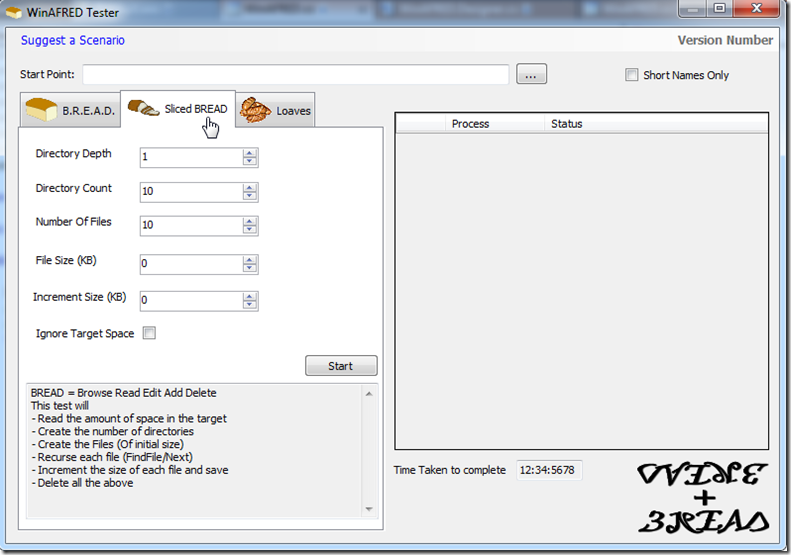 WinAFRED Tester
Suggest a Scenario
Version Number
Start Point:
...
Short Names Only
B.R.E.A.D.
Sliced BREAD
Loaves
Directory Depth
1
Directory Count
10
Number Of Files
10
File Size (KB)
0
Increment Size (KB)
0
Ignore Target Space
Start
BREAD = Browse Read Edit Add Delete
This test will
- Read the amount of space in the target
- Create the number of directories
- Create the Files (Of initial size)
- Recurse each file (FindFile/Next)
- Increment the size of each file and save
- Delete all the above
Process Status
Time Taken to complete 12:34:5678
WINE
+
BREAD